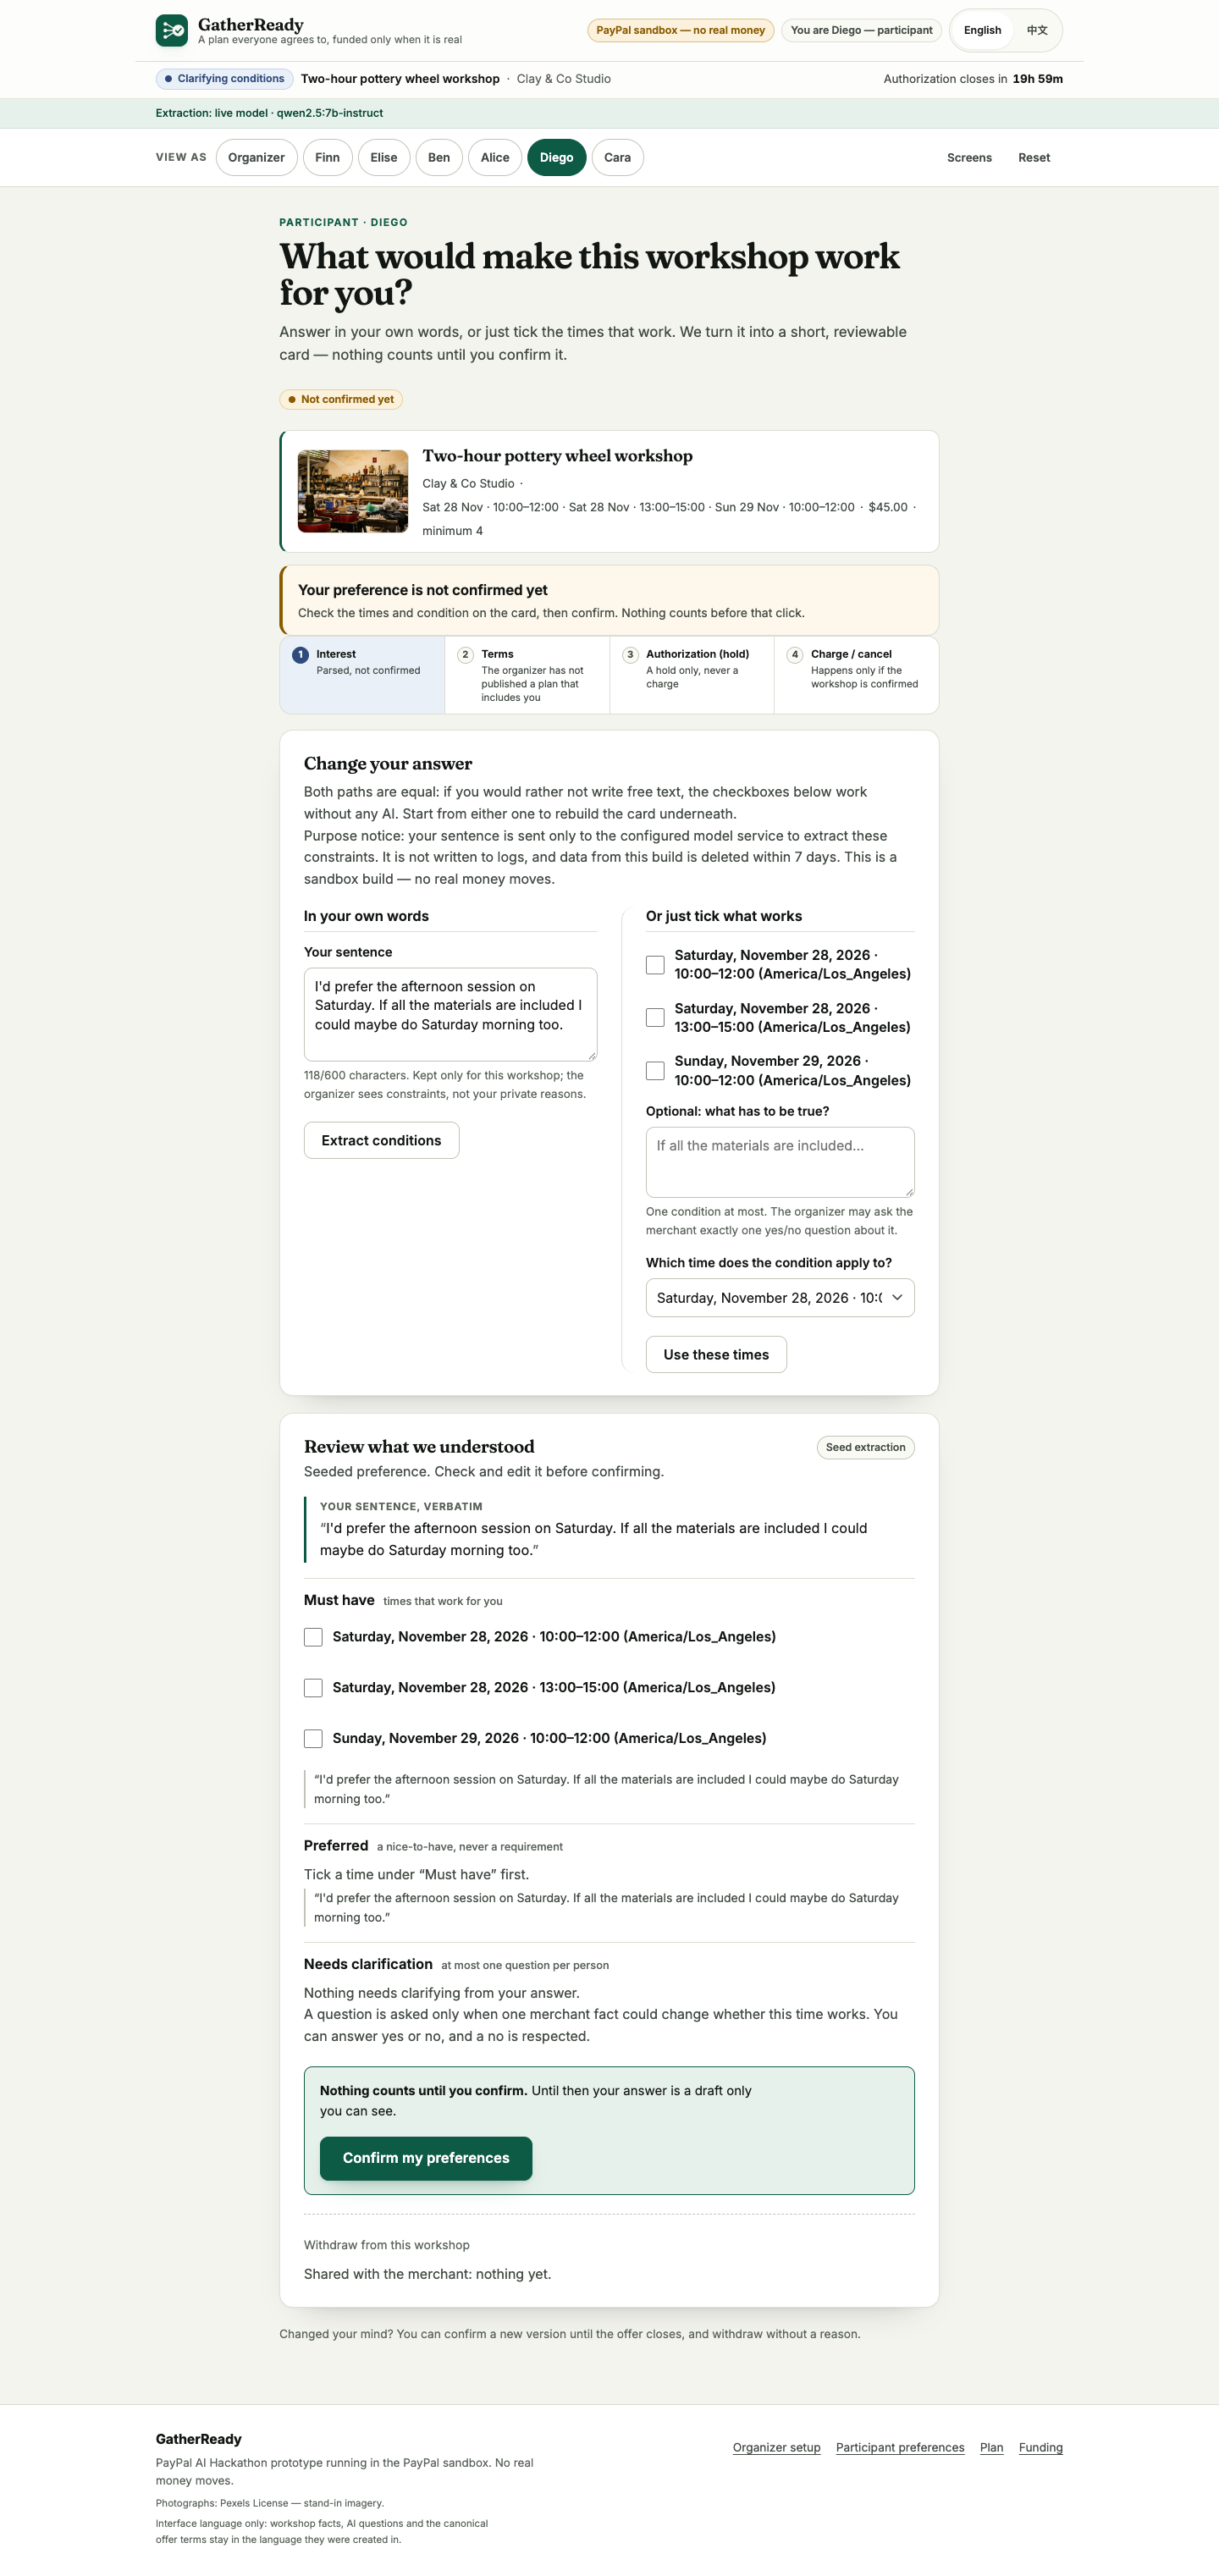 GatherReady
A plan everyone agrees to, funded only when it is real
PayPal sandbox — no real money
You are Diego — participant
English
中文
Clarifying conditions
Two-hour pottery wheel workshop · Clay & Co Studio
Authorization closes in 19h 59m
Extraction: live model · qwen2.5:7b-instruct
VIEW AS
Organizer
Finn
Elise
Ben
Alice
Diego
Cara
Screens
Reset
PARTICIPANT · DIEGO
What would make this workshop work
for you?
Answer in your own words, or just tick the times that work. We turn it into a short, reviewable
card — nothing counts until you confirm it.
Not confirmed yet
Two-hour pottery wheel workshop
Clay & Co Studio ·
Sat 28 Nov · 10:00–12:00 · Sat 28 Nov · 13:00–15:00 · Sun 29 Nov · 10:00–12:00 · $45.00 ·
minimum 4
Your preference is not confirmed yet
Check the times and condition on the card, then confirm. Nothing counts before that click.
1
Interest
Parsed, not confirmed
2
Terms
The organizer has not
published a plan that
includes you
3
Authorization (hold)
A hold only, never a
charge
4
Charge / cancel
Happens only if the
workshop is confirmed
Change your answer
Both paths are equal: if you would rather not write free text, the checkboxes below work
without any AI. Start from either one to rebuild the card underneath.
Purpose notice: your sentence is sent only to the configured model service to extract these
constraints. It is not written to logs, and data from this build is deleted within 7 days. This is a
sandbox build — no real money moves.
In your own words
Your sentence
I'd prefer the afternoon session on
Saturday. If all the materials are included I
could maybe do Saturday morning too.
118/600 characters. Kept only for this workshop; the
organizer sees constraints, not your private reasons.
Extract conditions
Or just tick what works
Saturday, November 28, 2026 ·
10:00–12:00 (America/Los_Angeles)
Saturday, November 28, 2026 ·
13:00–15:00 (America/Los_Angeles)
Sunday, November 29, 2026 ·
10:00–12:00 (America/Los_Angeles)
Optional: what has to be true?
If all the materials are included…
One condition at most. The organizer may ask the
merchant exactly one yes/no question about it.
Which time does the condition apply to?
Saturday, November 28, 2026 · 10:0
Use these times
Review what we understood
Seed extraction
Seeded preference. Check and edit it before confirming.
YOUR SENTENCE, VERBATIM
“I'd prefer the afternoon session on Saturday. If all the materials are included I could
maybe do Saturday morning too.”
Must have times that work for you
Saturday, November 28, 2026 · 10:00–12:00 (America/Los_Angeles)
Saturday, November 28, 2026 · 13:00–15:00 (America/Los_Angeles)
Sunday, November 29, 2026 · 10:00–12:00 (America/Los_Angeles)
“I'd prefer the afternoon session on Saturday. If all the materials are included I could maybe do Saturday
morning too.”
Preferred a nice-to-have, never a requirement
Tick a time under “Must have” first.
“I'd prefer the afternoon session on Saturday. If all the materials are included I could maybe do Saturday
morning too.”
Needs clarification at most one question per person
Nothing needs clarifying from your answer.
A question is asked only when one merchant fact could change whether this time works. You
can answer yes or no, and a no is respected.
Nothing counts until you confirm. Until then your answer is a draft only
you can see.
Confirm my preferences
Withdraw from this workshop
Shared with the merchant: nothing yet.
Changed your mind? You can confirm a new version until the offer closes, and withdraw without a reason.
GatherReady
PayPal AI Hackathon prototype running in the PayPal sandbox. No real
money moves.
Photographs: Pexels License — stand-in imagery.
Interface language only: workshop facts, AI questions and the canonical
offer terms stay in the language they were created in.
Organizer setup
Participant preferences
Plan
Funding